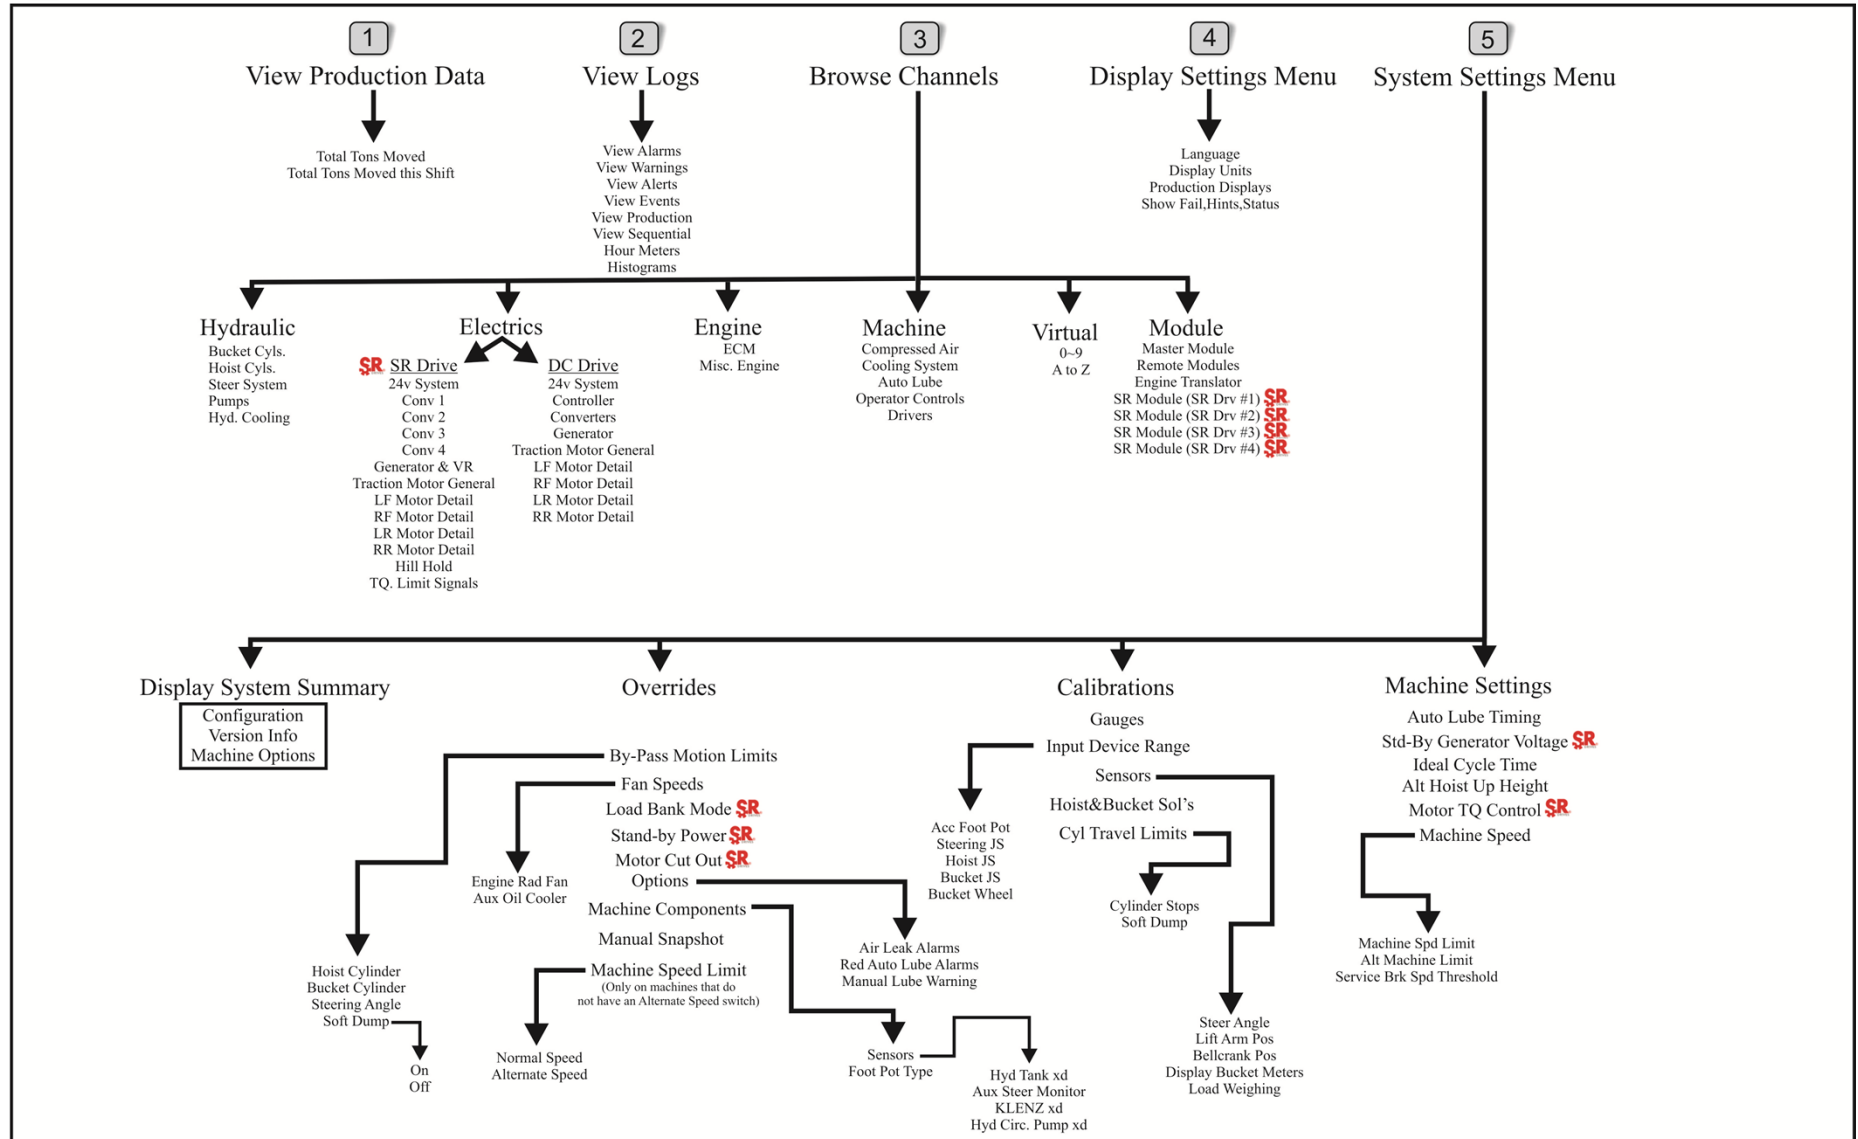 1
View Production Data
Total Tons Moved
Total Tons Moved this Shift
2
View Logs
View Alarms
View Warnings
View Alerts
View Events
View Production
View Sequential
Hour Meters
Histograms
3
Browse Channels
4
Display Settings Menu
Language
Display Units
Production Displays
Show Fail,Hints,Status
5
System Settings Menu
Hydraulic
Bucket Cyls.
Hoist Cyls.
Steer System
Pumps
Hyd. Cooling
Electrics
SR SR Drive
24v System
Conv 1
Conv 2
Conv 3
Conv 4
Generator & VR
Traction Motor General
LF Motor Detail
RF Motor Detail
LR Motor Detail
RR Motor Detail
Hill Hold
TQ. Limit Signals
DC Drive
24v System
Controller
Converters
Generator
Traction Motor General
LF Motor Detail
RF Motor Detail
LR Motor Detail
RR Motor Detail
Engine
ECM
Misc. Engine
Machine
Compressed Air
Cooling System
Auto Lube
Operator Controls
Drivers
Virtual
0~9
A to Z
Module
Master Module
Remote Modules
Engine Translator
SR Module (SR Drv #1) SR
SR Module (SR Drv #2) SR
SR Module (SR Drv #3) SR
SR Module (SR Drv #4) SR
Display System Summary
Configuration
Version Info
Machine Options
Overrides
By-Pass Motion Limits
Fan Speeds
Load Bank Mode SR
Stand-by Power SR
Motor Cut Out SR
Options
Machine Components
Manual Snapshot
Machine Speed Limit
(Only on machines that do
not have an Alternate Speed switch)
Hoist Cylinder
Bucket Cylinder
Steering Angle
Soft Dump
On
Off
Engine Rad Fan
Aux Oil Cooler
Normal Speed
Alternate Speed
Air Leak Alarms
Red Auto Lube Alarms
Manual Lube Warning
Sensors
Foot Pot Type
Hyd Tank xd
Aux Steer Monitor
KLENZ xd
Hyd Circ. Pump xd
Calibrations
Gauges
Input Device Range
Sensors
Hoist&Bucket Sol's
Cyl Travel Limits
Acc Foot Pot
Steering JS
Hoist JS
Bucket JS
Bucket Wheel
Cylinder Stops
Soft Dump
Steer Angle
Lift Arm Pos
Bellcrank Pos
Display Bucket Meters
Load Weighing
Machine Settings
Auto Lube Timing
Std-By Generator Voltage SR
Ideal Cycle Time
Alt Hoist Up Height
Motor TQ Control SR
Machine Speed
Machine Spd Limit
Alt Machine Limit
Service Brk Spd Threshold